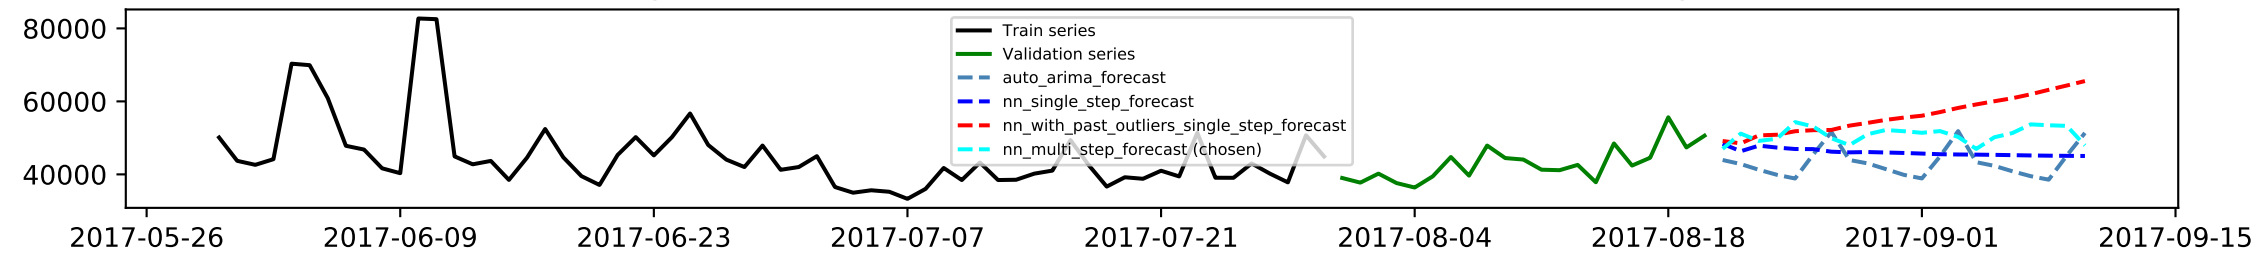 80000
60000
40000
Train series
Validation series
auto_arima_forecast
nn_single_step_forecast
nn_with_past_outliers_single_step_forecast
nn_multi_step_forecast (chosen)
2017-05-26 2017-06-09 2017-06-23 2017-07-07 2017-07-21 2017-08-04 2017-08-18 2017-09-01 2017-09-15